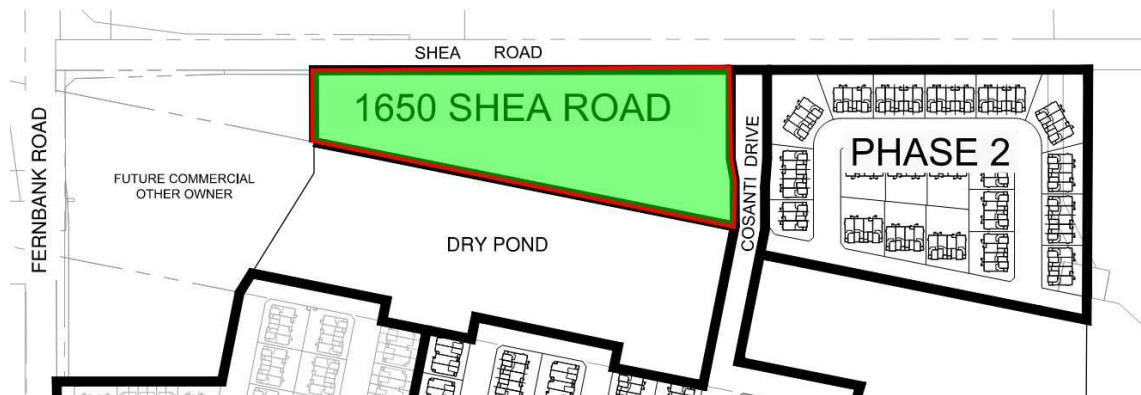 SHEA ROAD
1650 SHEA ROAD
PHASE 2
COSANTI DRIVE
FERNBANK ROAD
FUTURE COMMERCIAL
OTHER OWNER
DRY POND